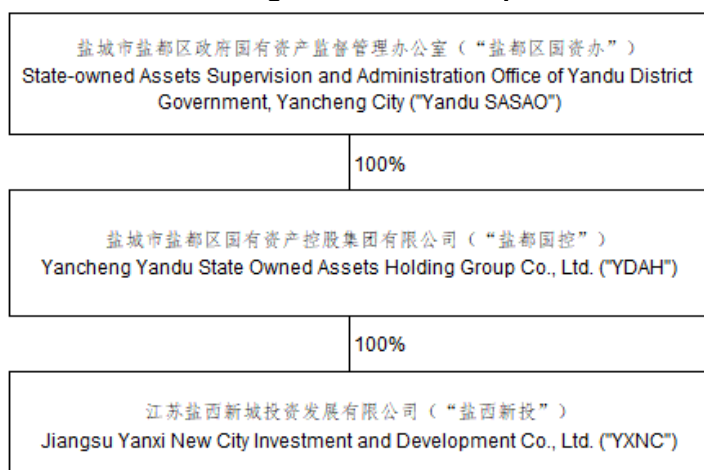 盐城市盐都区政府国有资产监督管理办公室（“盐都区国资办”）
State-owned Assets Supervision and Administration Office of Yandu District
Government, Yancheng City ("Yandu SASAO")
100%
盐城市盐都区国有资产控股集团有限公司（“盐都国控”）
Yancheng Yandu State Owned Assets Holding Group Co., Ltd. ("YDAH")
100%
江苏盐西新城投资发展有限公司（“盐西新投”）
Jiangsu Yanxi New City Investment and Development Co., Ltd. ("YXNC")